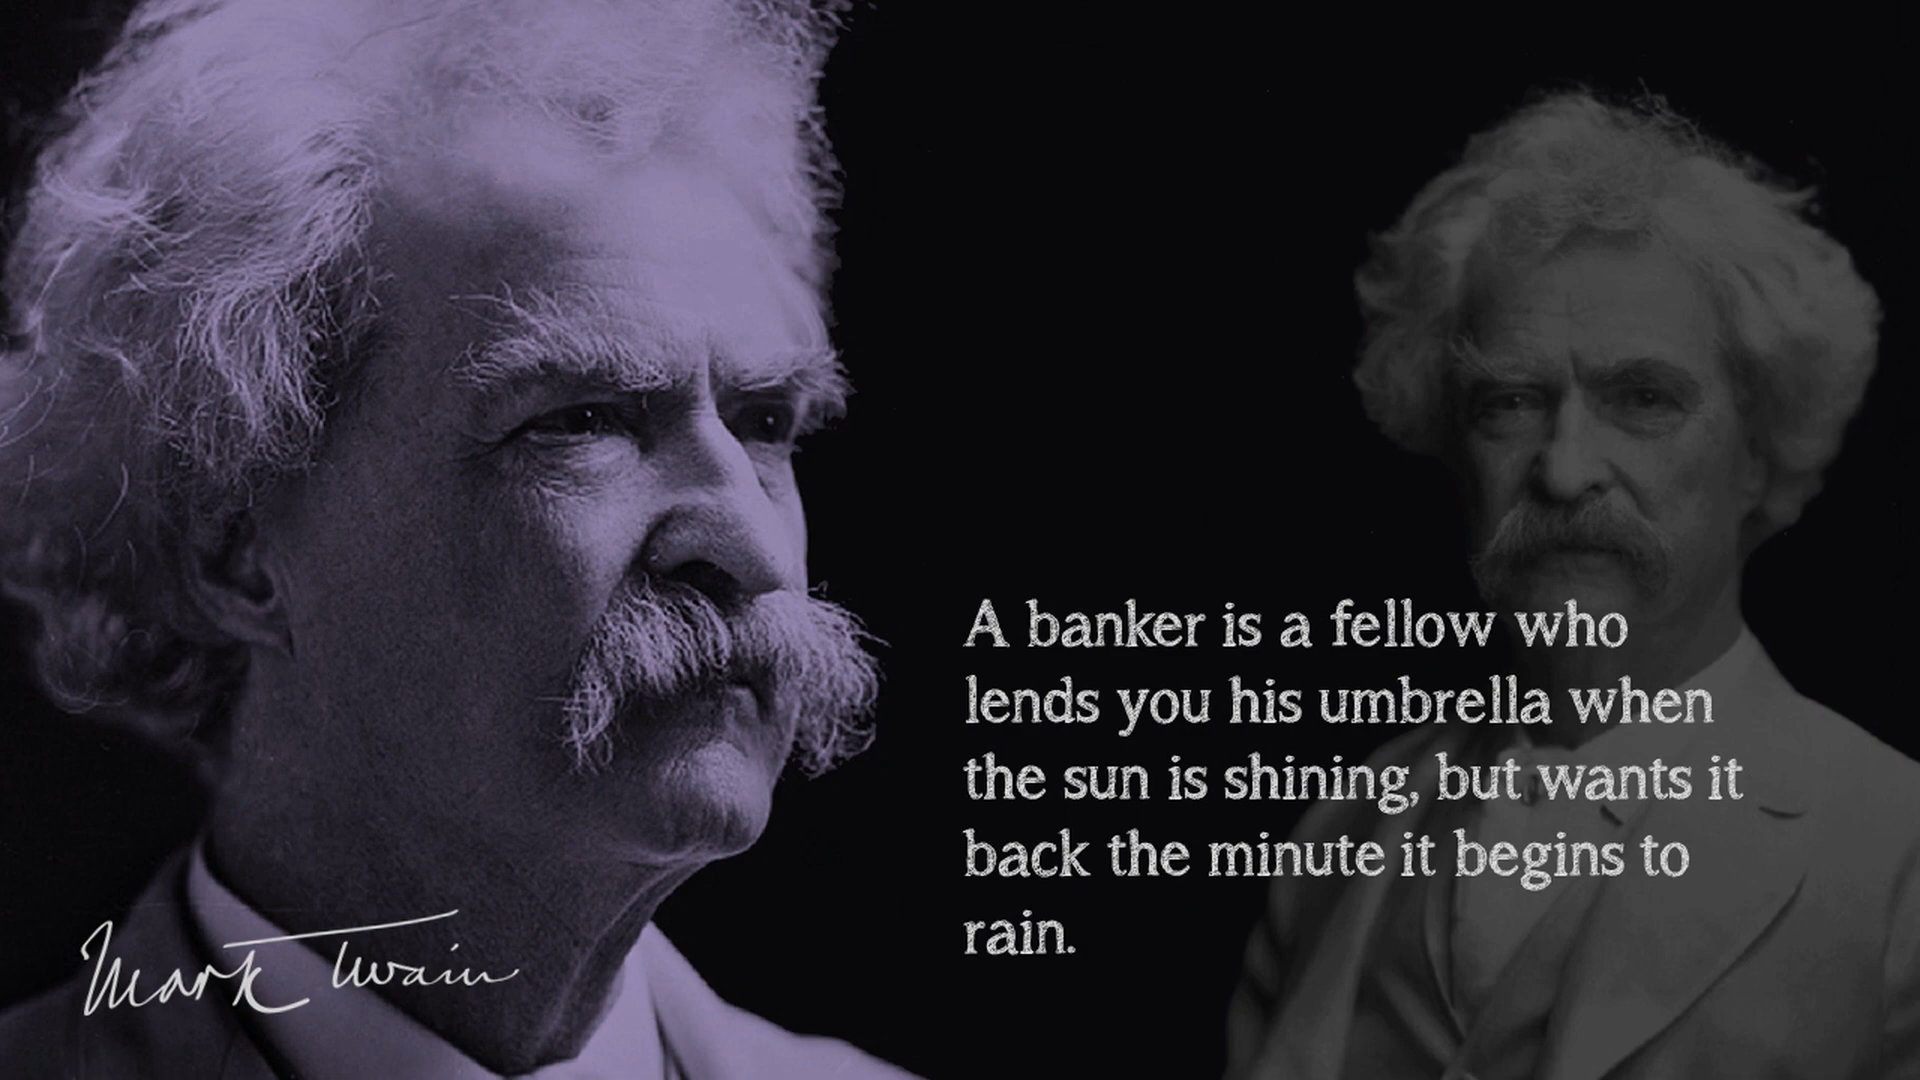 A banker is a fellow who
lends you his umbrella when
the sun is shining, but wants it
back the minute it begins to
rain.
Mark Twain